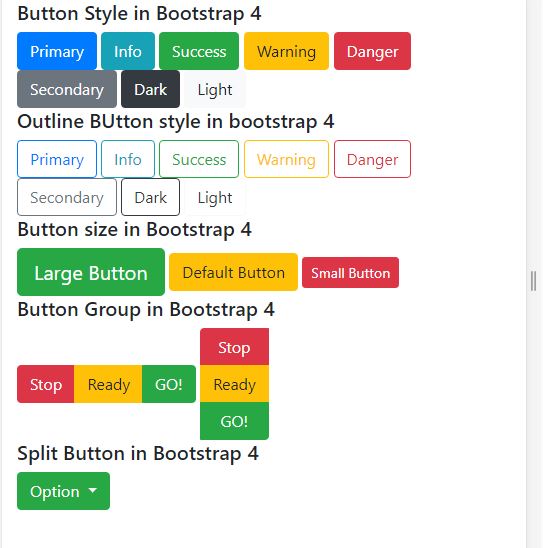 Button Style in Bootstrap 4
Primary Info Success Warning Danger
Secondary Dark Light
Outline BUtton style in bootstrap 4
Primary Info Success Warning Danger
Secondary Dark Light
Button size in Bootstrap 4
Large Button Default Button Small Button
Button Group in Bootstrap 4
Stop Ready GO!
Stop
Ready
GO!
Split Button in Bootstrap 4
Option